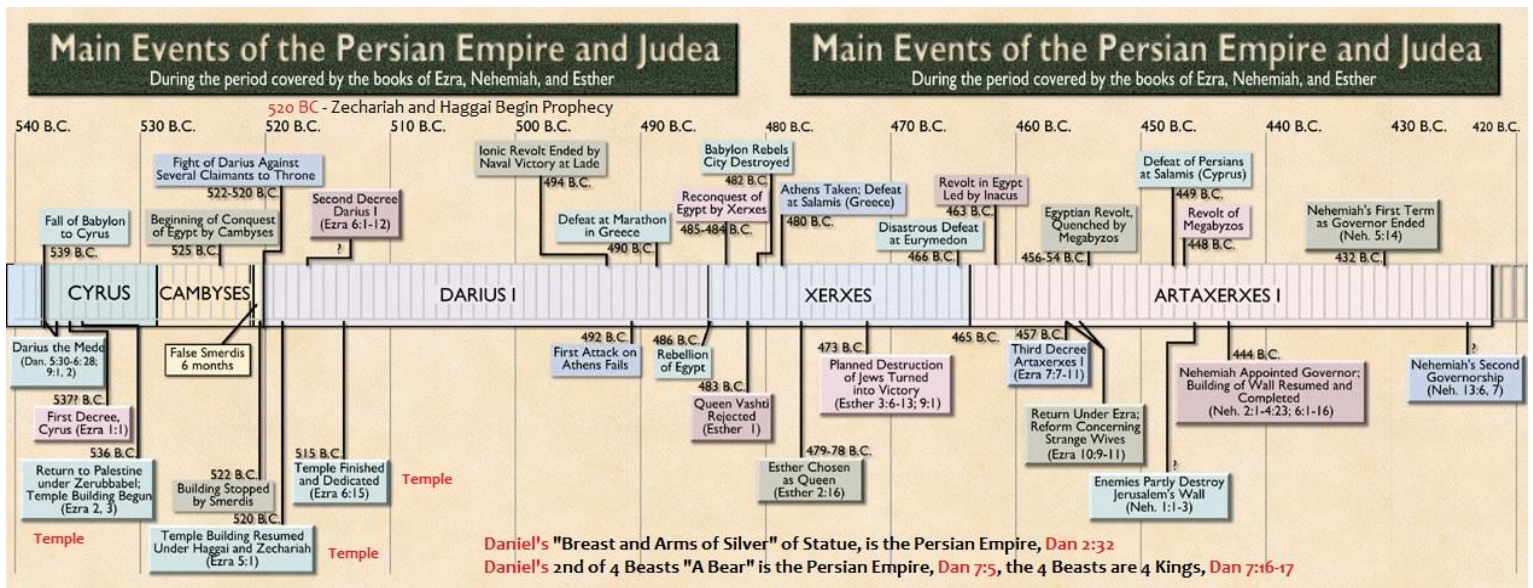 Main Events of the Persian Empire and Judea
During the period covered by the books of Ezra, Nehemiah, and Esther
Main Events of the Persian Empire and Judea
During the period covered by the books of Ezra, Nehemiah, and Esther
520 BC - Zechariah and Haggai Begin Prophecy
540 B.C.
530 B.C.
520 B.C.
510 B.C.
500 B.C.
490 B.C.
480 B.C.
470 B.C.
460 B.C.
450 B.C.
440 B.C.
430 B.C.
420 B.C.
Fall of Babylon
to Cyrus
539 B.C.
Fight of Darius Against
Several Claimants to Throne
522-520 B.C.
Beginning of Conquest
of Egypt by Cambyses
525 B.C.
Second Decree
Darius I
(Ezra 6:1-12)
?
Ionic Revolt Ended by
Naval Victory at Lade
494 B.C.
Defeat at Marathon
in Greece
490 B.C.
Babylon Rebels
City Destroyed
482 B.C.
Reconquest of
Egypt by Xerxes
485-484 B.C.
Athens Taken; Defeat
at Salamis (Greece)
480 B.C.
Disastrous Defeat
at Eurymedon
466 B.C.
Revolt in Egypt
Led by Inacus
463 B.C.
Egyptian Revolt,
Quenched by
Megabyzos
456-54 B.C.
Defeat of Persians
at Salamis (Cyprus)
449 B.C.
Revolt of
Megabyzos
448 B.C.
Nehemiah's First Term
as Governor Ended
(Neh. 5:14)
432 B.C.
CYRUS
CAMBYSES
DARIUS I
XERXES
ARTAXERXES I
Darius the Mede
(Dan. 5:30-6: 28;
9:1, 2)
537? B.C.
First Decree,
Cyrus (Ezra 1:1)
536 B.C.
Return to Palestine
under Zerubbabel;
Temple Building Begun
(Ezra 2, 3)
Temple
False Smerdis
6 months
522 B.C.
Building Stopped
by Smerdis
520 B.C.
Temple Building Resumed
Under Haggai and Zechariah
(Ezra 5:1)
Temple
515 B.C.
Temple Finished
and Dedicated
(Ezra 6:15)
Temple
492 B.C.
First Attack on
Athens Fails
486 B.C.
Rebellion
of Egypt
483 B.C.
Queen Vashti
Rejected
(Esther 1)
479-78 B.C.
Esther Chosen
as Queen
(Esther 2:16)
473 B.C.
Planned Destruction
of Jews Turned
into Victory
(Esther 3:6-13; 9:1)
465 B.C.
457 B.C.
Third Decree
Artaxerxes I
(Ezra 7:7-11)
Return Under Ezra;
Reform Concerning
Strange Wives
(Ezra 10:9-11)
?
Enemies Partly Destroy
Jerusalem's Wall
(Neh. 1:1-3)
444 B.C.
Nehemiah Appointed Governor;
Building of Wall Resumed and
Completed
(Neh. 2:1-4:23; 6:1-16)
?
Nehemiah's Second
Governorship
(Neh. 13:6, 7)
Daniel's "Breast and Arms of Silver" of Statue, is the Persian Empire, Dan 2:32
Daniel's 2nd of 4 Beasts "A Bear" is the Persian Empire, Dan 7:5, the 4 Beasts are 4 Kings, Dan 7:16-17